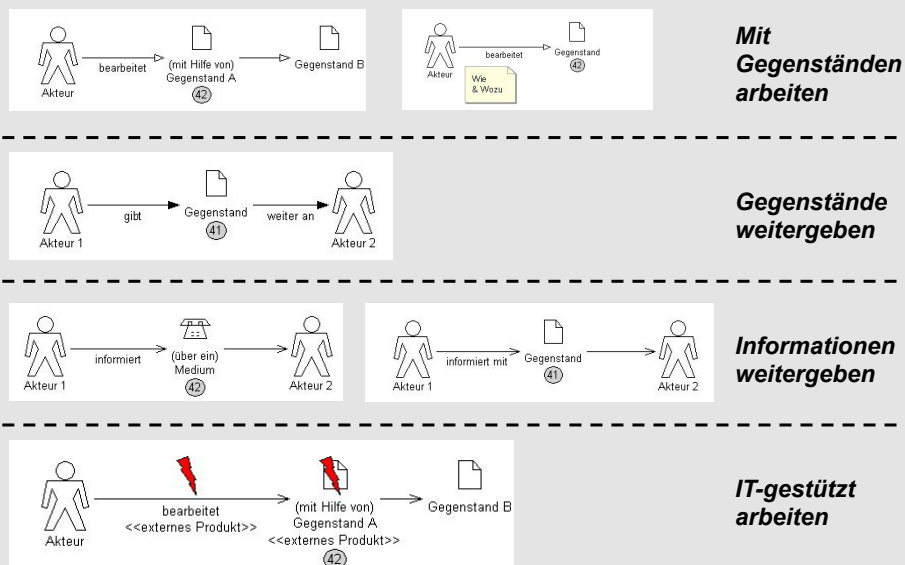 Akteur
bearbeitet
(mit Hilfe von)
Gegenstand A
42
Gegenstand B
Akteur
bearbeitet
Gegenstand
42
Wie
& Wozu
Mit
Gegenständen
arbeiten
Akteur 1
gibt
Gegenstand
41
weiter an
Akteur 2
Gegenstände
weitergeben
Akteur 1
informiert
(über ein)
Medium
42
Akteur 2
Akteur 1
informiert mit
Gegenstand
41
Akteur 2
Informationen
weitergeben
Akteur
bearbeitet
<<externes Produkt>>
(mit Hilfe von)
Gegenstand A
<<externes Produkt>>
42
Gegenstand B
IT-gestützt
arbeiten